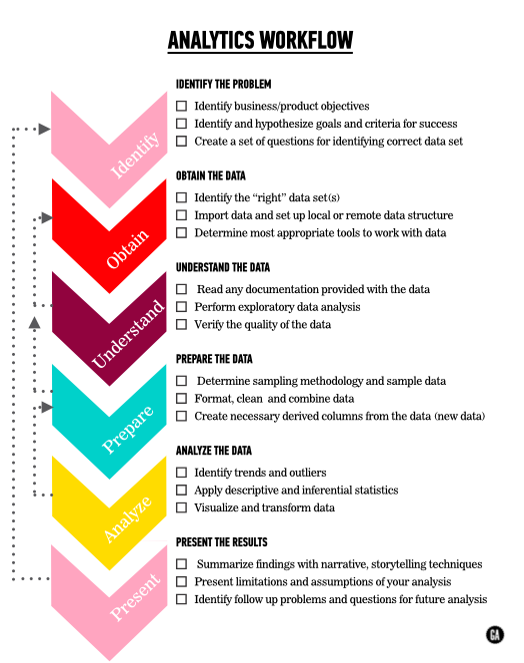 ANALYTICS WORKFLOW
IDENTIFY THE PROBLEM
Identify business/product objectives
Identify and hypothesize goals and criteria for success
Create a set of questions for identifying correct data set
Identify
OBTAIN THE DATA
Identify the “right” data set(s)
Import data and set up local or remote data structure
Determine most appropriate tools to work with data
Obtain
UNDERSTAND THE DATA
Read any documentation provided with the data
Perform exploratory data analysis
Verify the quality of the data
Understand
PREPARE THE DATA
Determine sampling methodology and sample data
Format, clean and combine data
Create necessary derived columns from the data (new data)
Prepare
ANALYZE THE DATA
Identify trends and outliers
Apply descriptive and inferential statistics
Visualize and transform data
Analyze
PRESENT THE RESULTS
Summarize findings with narrative, storytelling techniques
Present limitations and assumptions of your analysis
Identify follow up problems and questions for future analysis
Present
GA